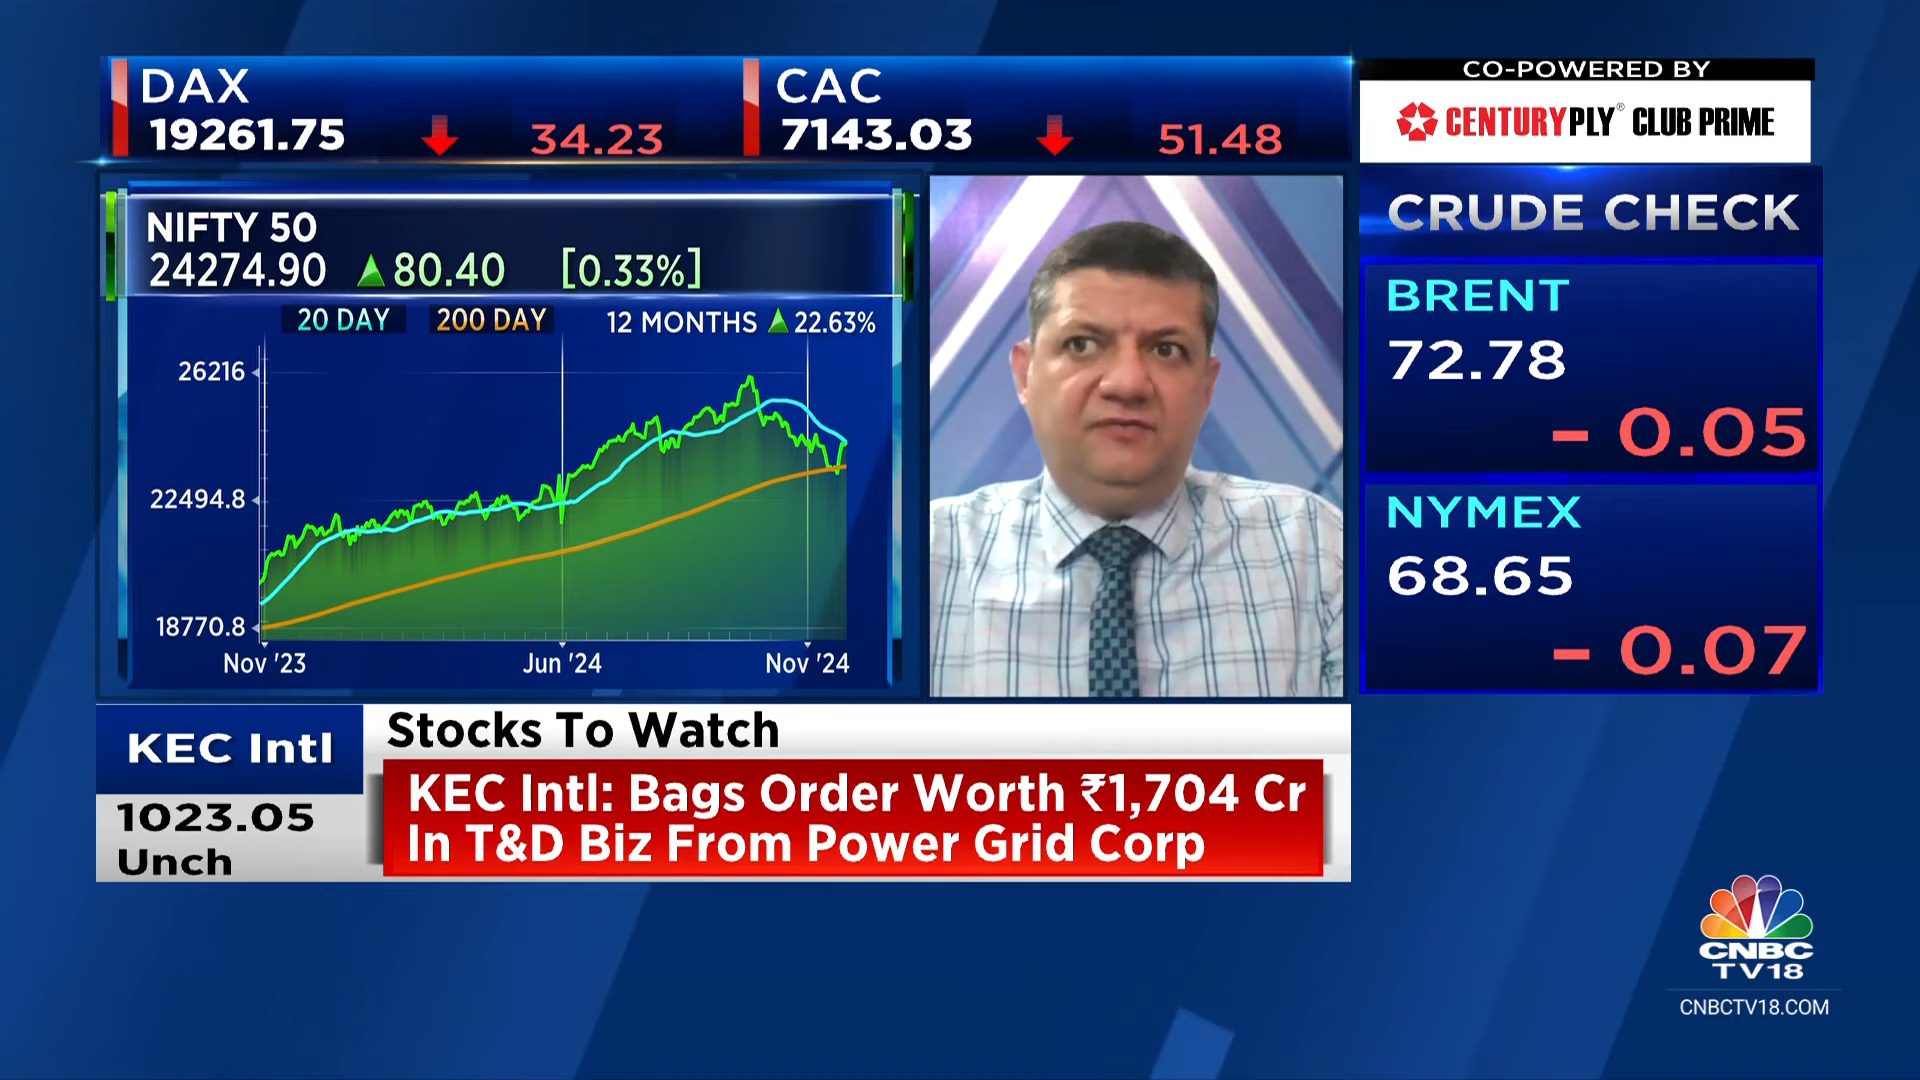 DAX
19261.75 34.23
CAC
7143.03 51.48
CO-POWERED BY
CENTURYPLY® CLUB PRIME
NIFTY 50
24274.90 ▲80.40 [0.33%]
20 DAY 200 DAY 12 MONTHS ▲22.63%
26216
22494.8
18770.8
Nov '23 Jun '24 Nov '24
CRUDE CHECK
BRENT
72.78
- 0.05
NYMEX
68.65
- 0.07
KEC Intl
1023.05
Unch
Stocks To Watch
KEC Intl: Bags Order Worth ₹1,704 Cr
In T&D Biz From Power Grid Corp
CNBC
TV18
CNBCTV18.COM